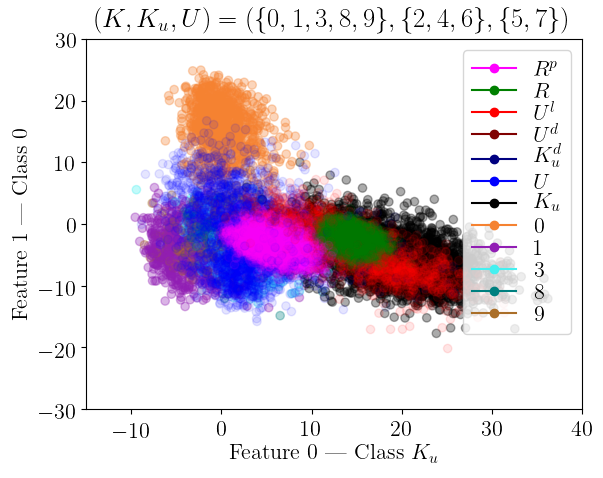 (K, K_u, U) = ({0, 1, 3, 8, 9}, {2, 4, 6}, {5, 7})
30
20
10
0
−10
−20
−30
−10
0
10
20
30
40
Feature 1 — Class 0
Feature 0 — Class K_u
R^p
R
U^l
U^d
K_u^d
U
K_u
0
1
3
8
9